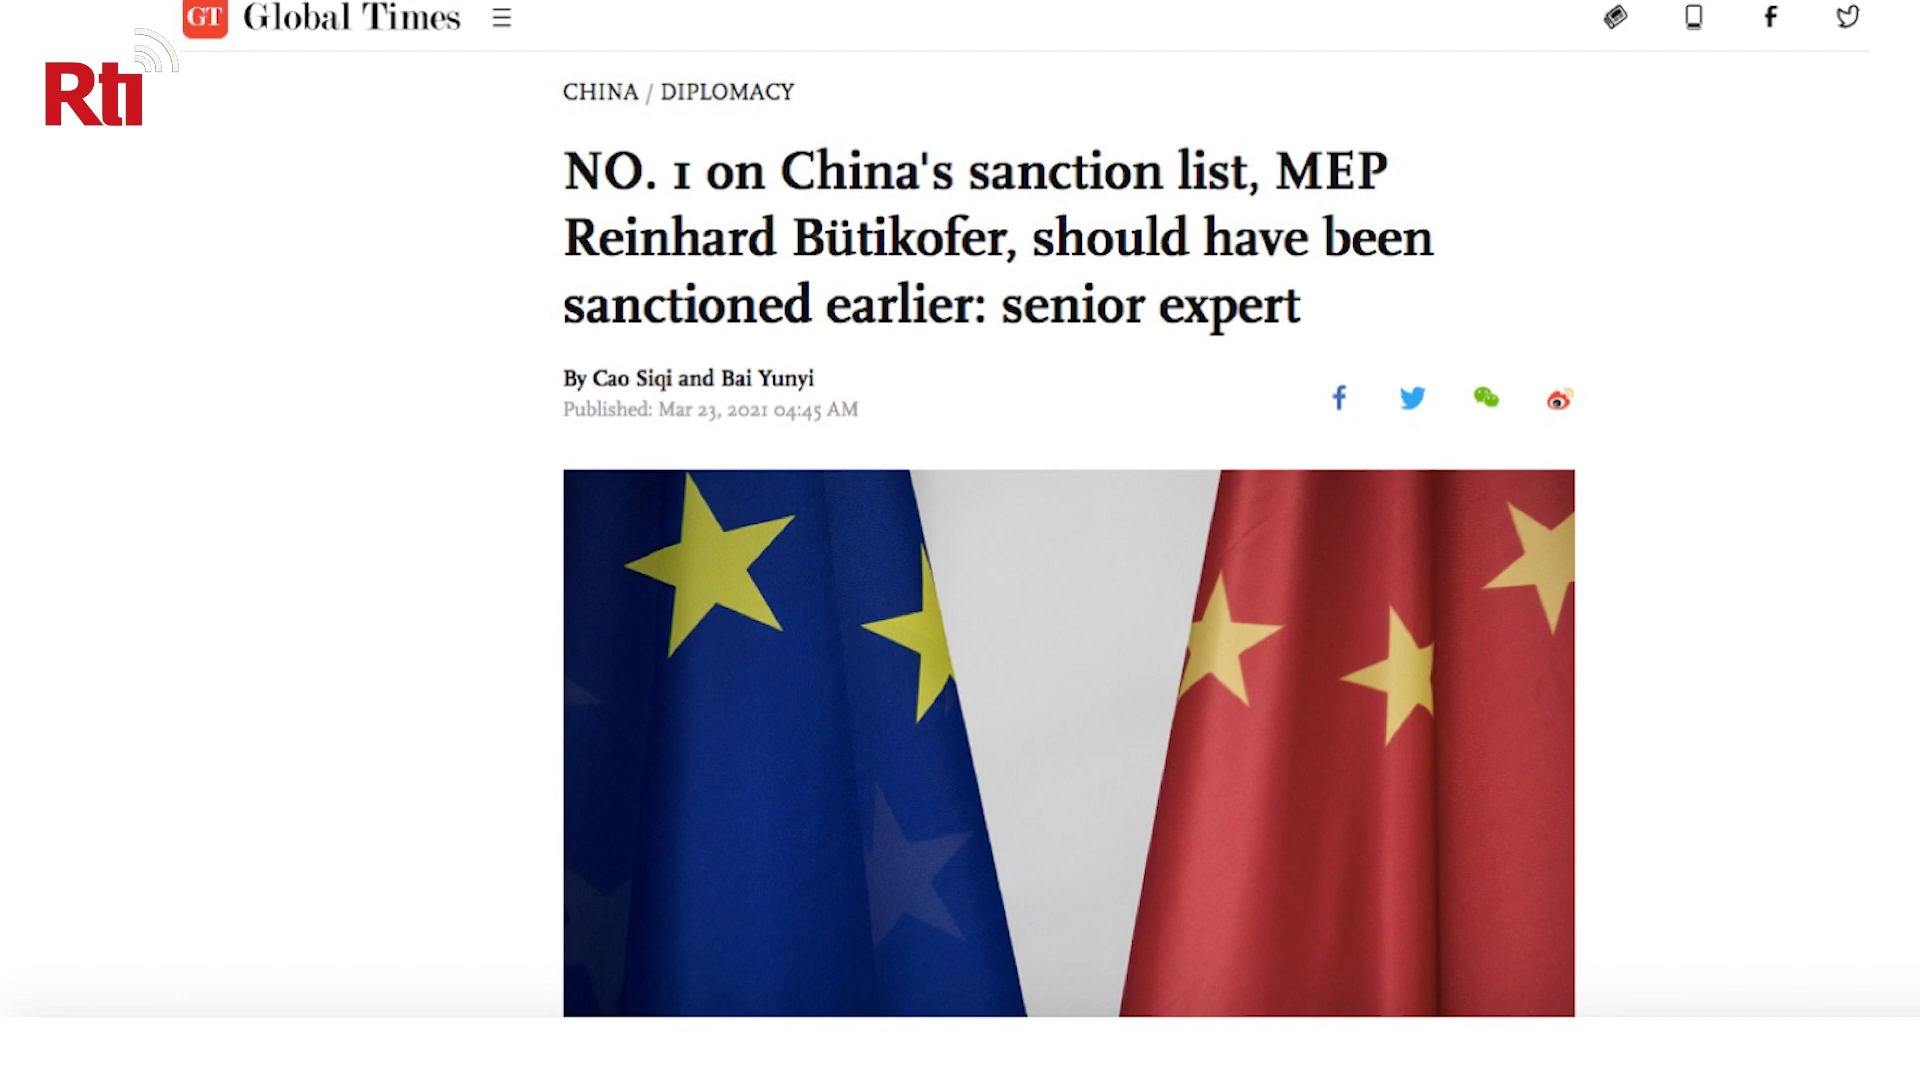 GT Global Times
Rti
CHINA / DIPLOMACY
NO. 1 on China's sanction list, MEP
Reinhard Bütikofer, should have been
sanctioned earlier: senior expert
By Cao Siqi and Bai Yunyi
Published: Mar 23, 2021 04:45 AM